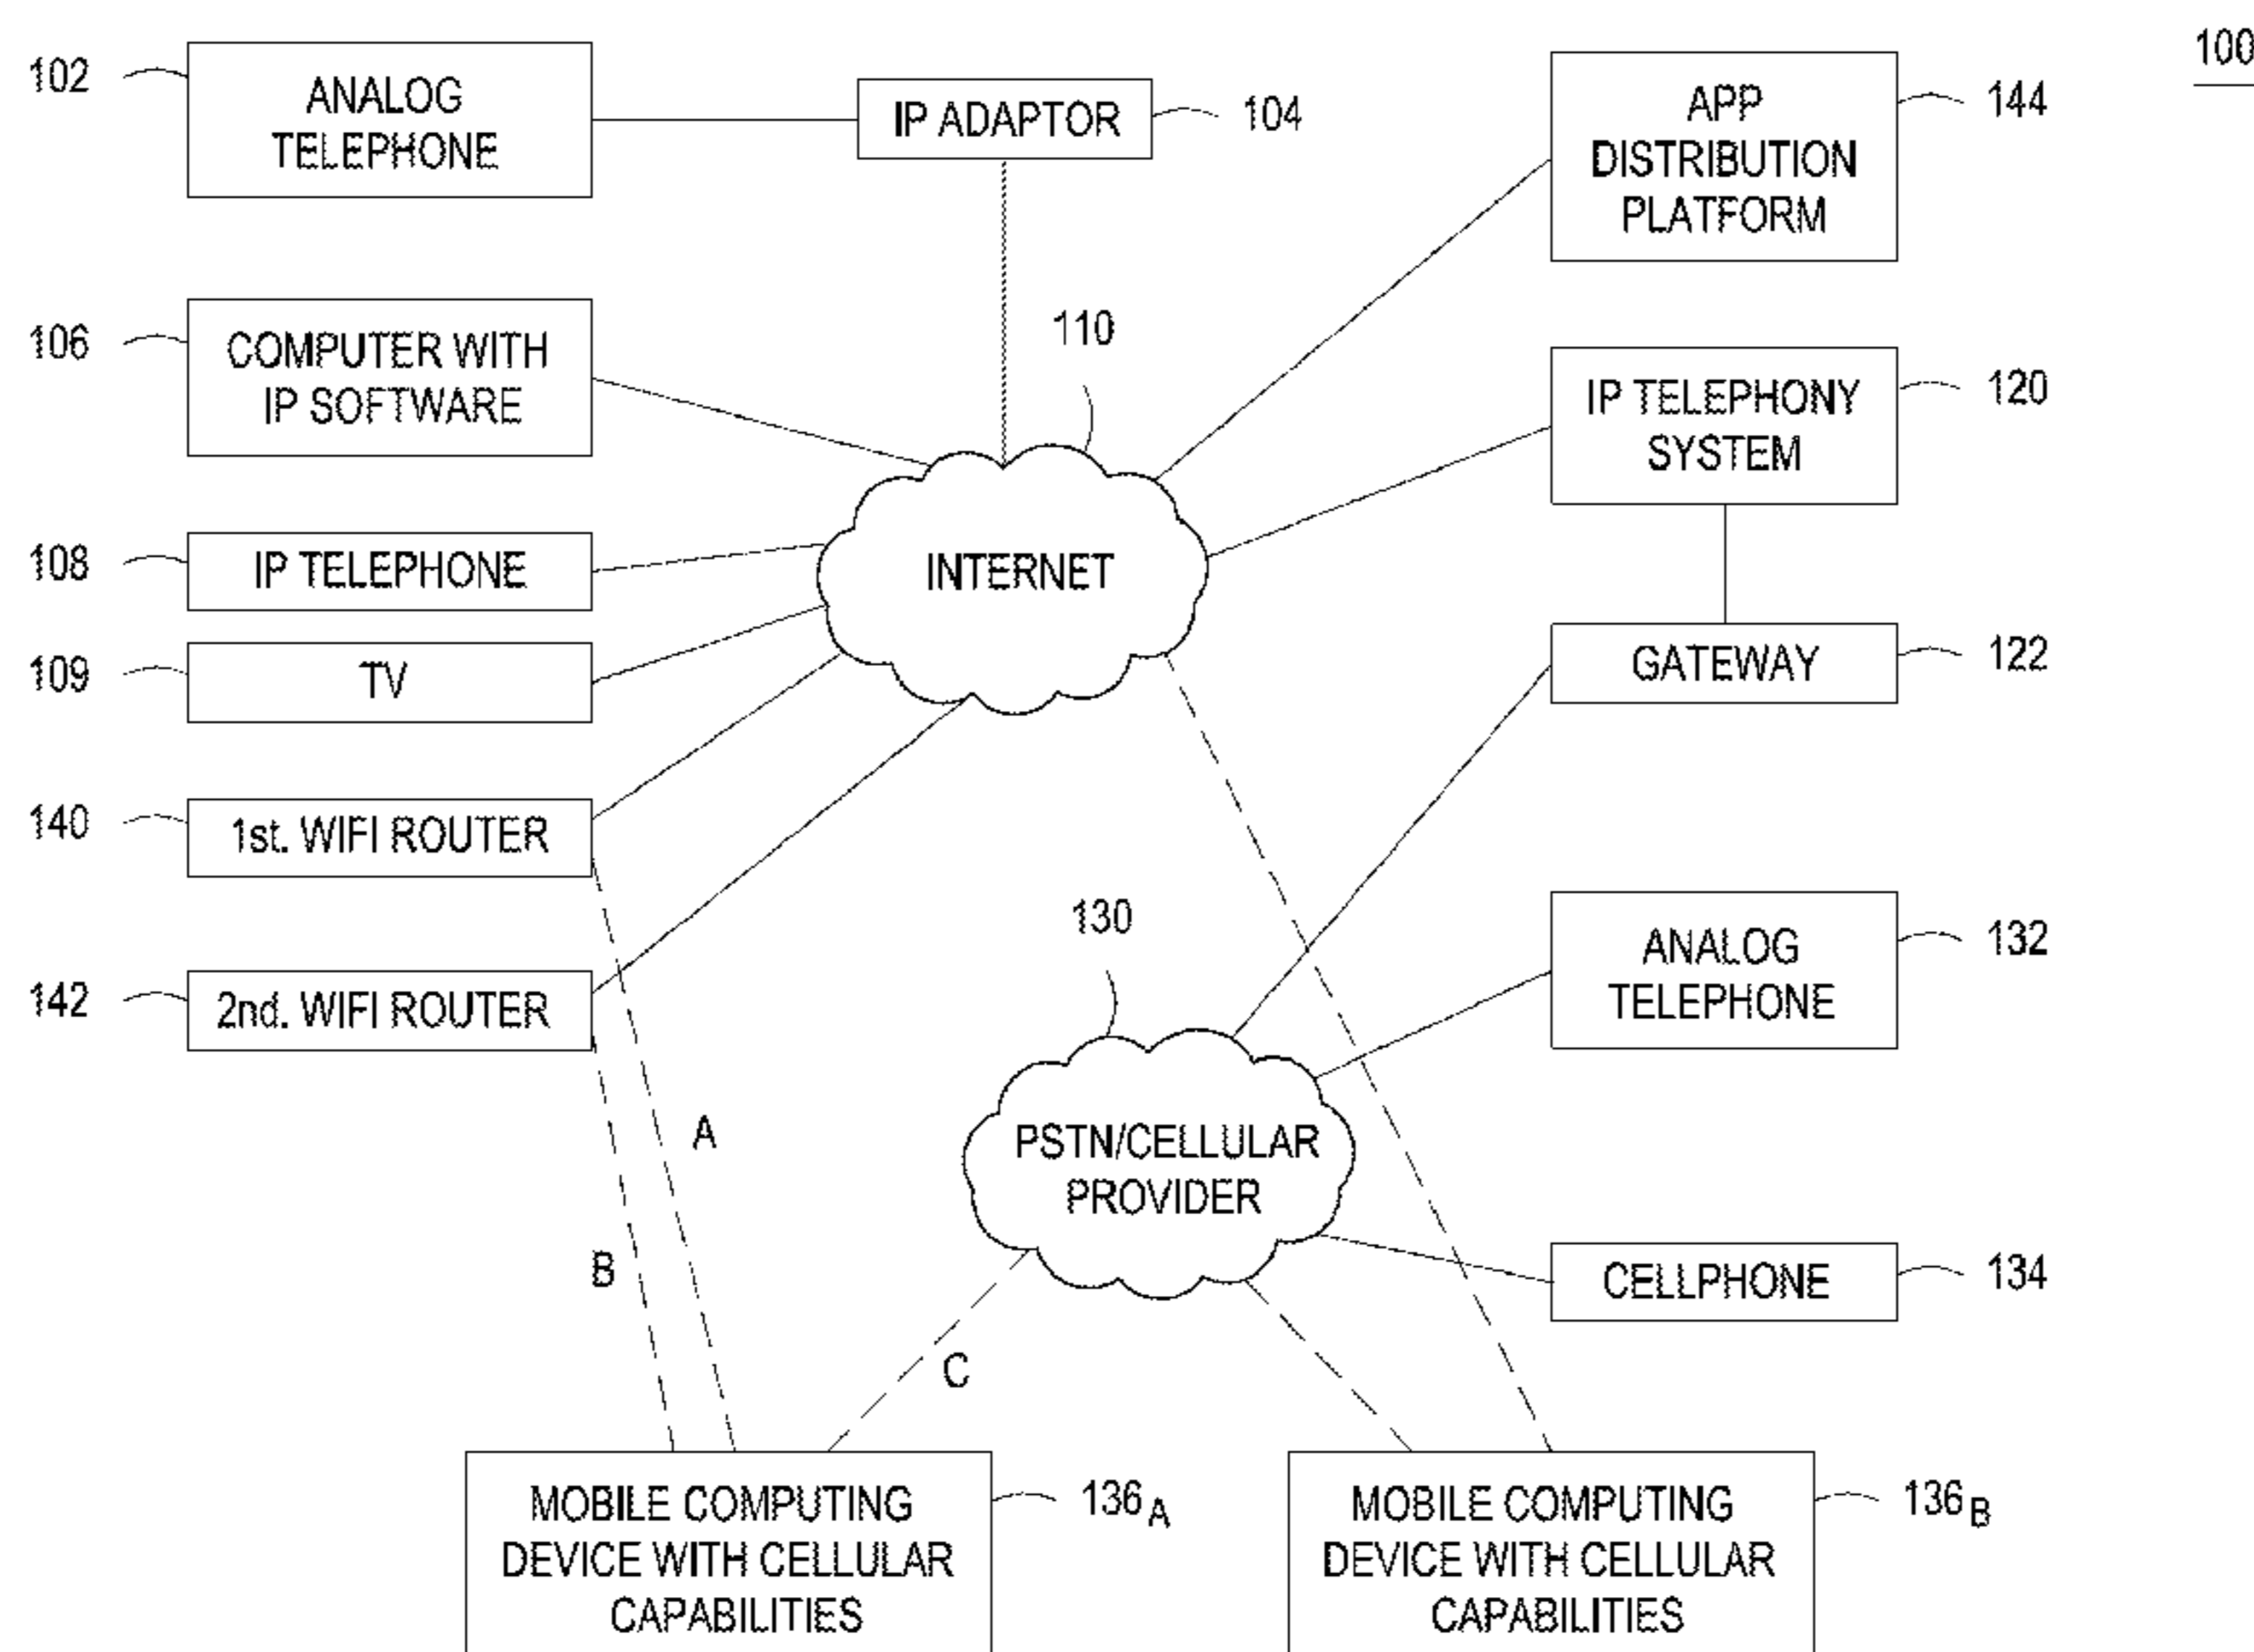 100
102
ANALOG
TELEPHONE
IP ADAPTOR
104
APP
DISTRIBUTION
PLATFORM
144
106
COMPUTER WITH
IP SOFTWARE
110
IP TELEPHONY
SYSTEM
120
108
IP TELEPHONE
INTERNET
109
TV
GATEWAY
122
140
1st. WIFI ROUTER
142
2nd. WIFI ROUTER
130
ANALOG
TELEPHONE
132
A
B
PSTN/CELLULAR
PROVIDER
C
CELLPHONE
134
MOBILE COMPUTING
DEVICE WITH CELLULAR
CAPABILITIES
136A
MOBILE COMPUTING
DEVICE WITH CELLULAR
CAPABILITIES
136B